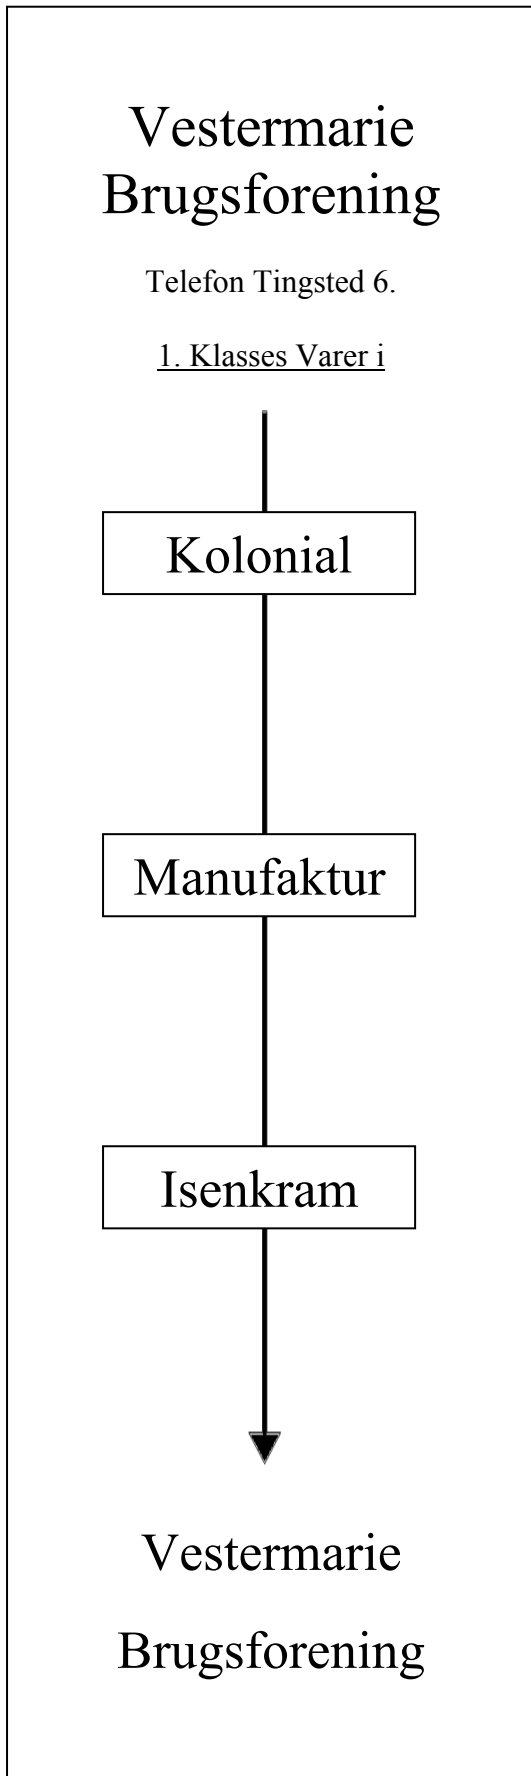 Vestermarie
Brugsforening
Telefon Tingsted 6.
1. Klasses Varer i
Kolonial
Manufaktur
Isenkram
Vestermarie
Brugsforening